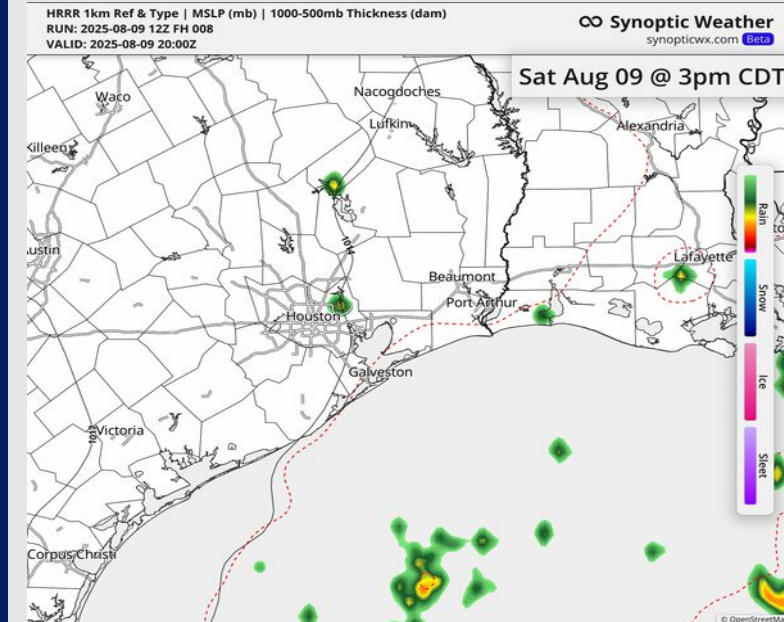 HRRR 1km Ref & Type | MSLP (mb) | 1000-500mb Thickness (dam)
RUN: 2025-08-09 12Z FH 008
VALID: 2025-08-09 20:00Z
Synoptic Weather
synopticwx.com Beta
Sat Aug 09 @ 3pm CDT
Nacogdoches
Waco
Lufkin
Alexandria
Killeen
Rain
1014
ustin
Lafayette
Beaumont
Port Arthur
Snow
Houston
Galveston
Ice
Victoria
Sleet
Corpus Christi
© OpenStreetMa